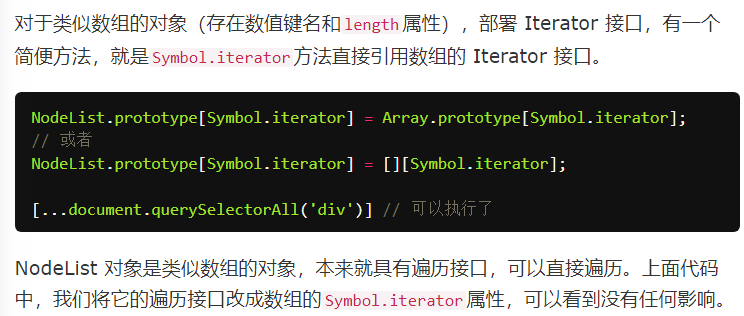 对于类似数组的对象（存在数值键名和length属性），部署 Iterator 接口，有一个
简便方法，就是Symbol.iterator方法直接引用数组的 Iterator 接口。
NodeList.prototype[Symbol.iterator] = Array.prototype[Symbol.iterator];
// 或者
NodeList.prototype[Symbol.iterator] = [][Symbol.iterator];
[...document.querySelectorAll('div')] // 可以执行了
NodeList 对象是类似数组的对象，本来就具有遍历接口，可以直接遍历。上面代码
中，我们将它的遍历接口改成数组的Symbol.iterator属性，可以看到没有任何影响。